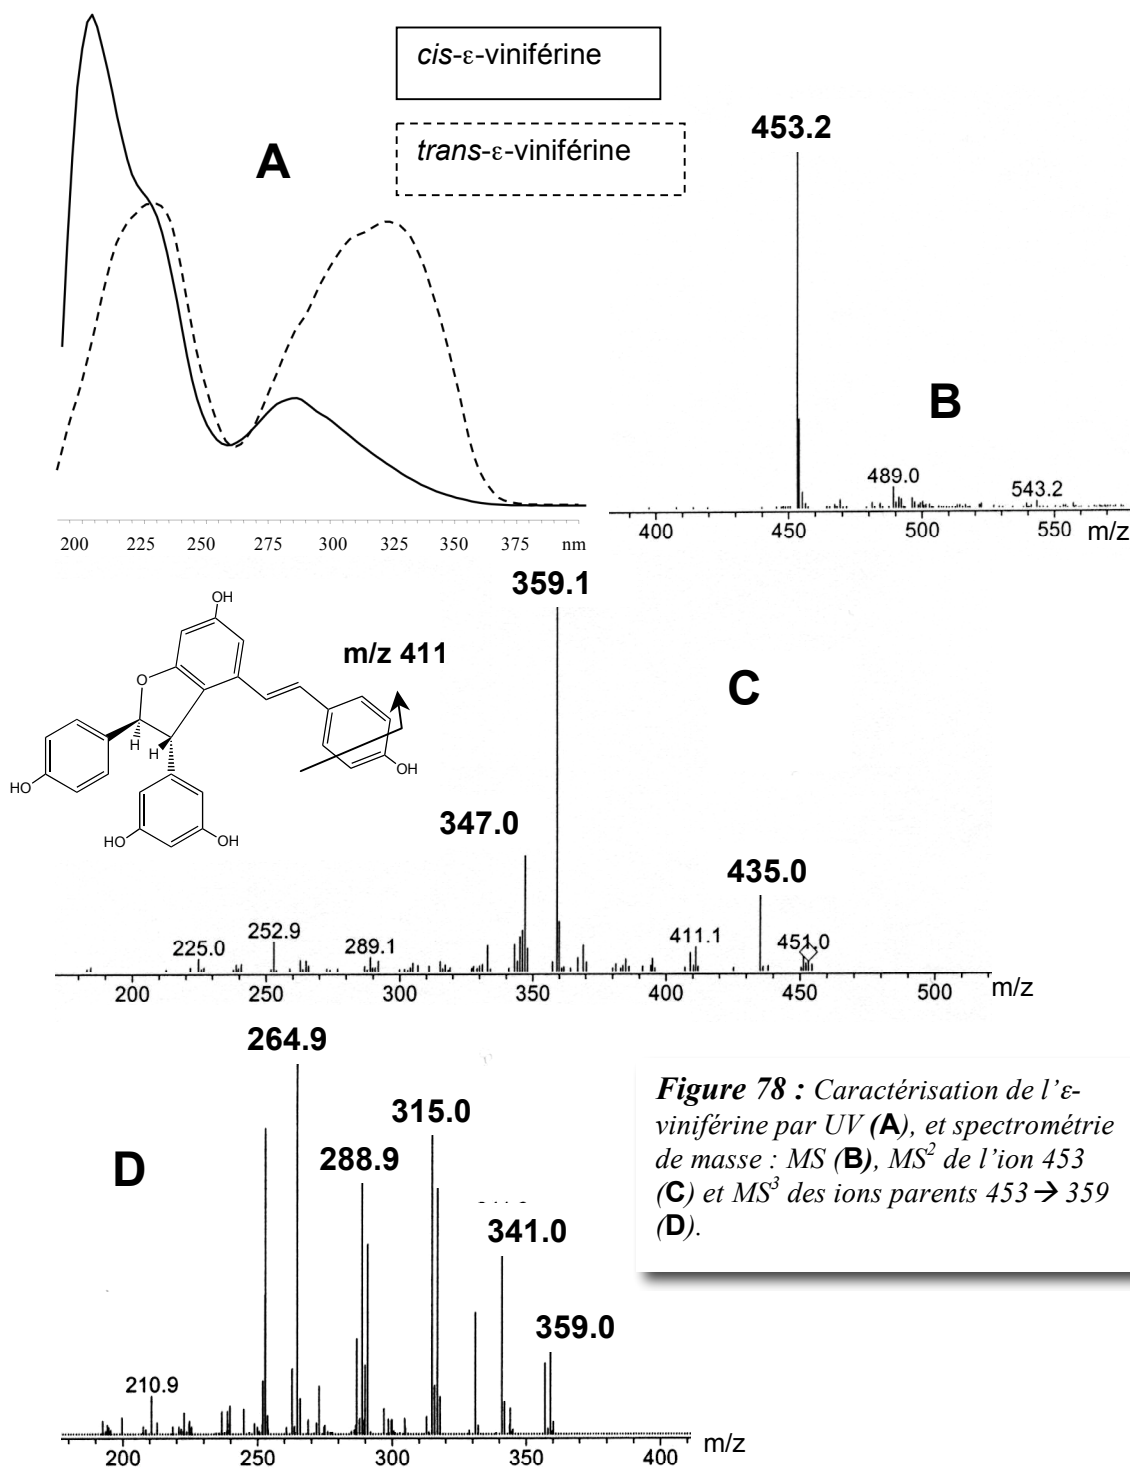 cis-ε-viniférine
trans-ε-viniférine
A
200 225 250 275 300 350 375 nm
453.2
B
489.0
543.2
400 450 500 550 m/z
OH
O
H
H
HO
HO
OH
OH
m/z 411
359.1
C
347.0
435.0
225.0
252.9
289.1
411.1
451.0
200 250 300 350 400 450 500 m/z
264.9
D
315.0
288.9
341.0
359.0
210.9
200 250 300 350 400 m/z
Figure 78 : Caractérisation de l’ε-
viniférine par UV (A), et spectrométrie
de masse : MS (B), MS² de l’ion 453
(C) et MS³ des ions parents 453→ 359
(D).